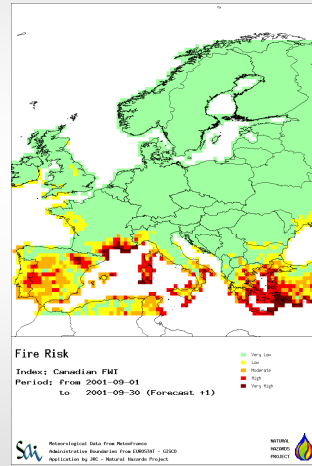 Fire Risk
Index: Canadian FWI
Period: from 2001-09-01
to 2001-09-30 (Forecast +1)
Very Low
Low
Moderate
High
Very High
Sai
Meteorological Data from MeteoFrance
Administrative Boundaries from EUROSTAT - GISCO
Application by JRC - Natural Hazards Project
NATURAL
HAZARDS
PROJECT